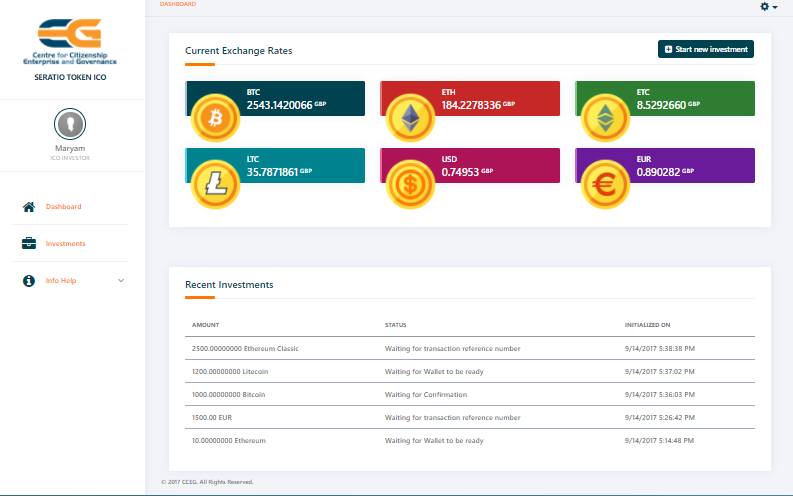 DASHBOARD
CEG
Centre for Citizenship
Enterprise and Governance
SERATIO TOKEN ICO
Maryam
ICO INVESTOR
Dashboard
Investments
Info Help
Current Exchange Rates
Start new investment
BTC
2543.1420066 GBP
ETH
184.2278336 GBP
ETC
8.5292660 GBP
LTC
35.7871861 GBP
USD
0.74953 GBP
EUR
0.890282 GBP
Recent Investments
AMOUNT STATUS INITIALIZED ON
2500.00000000 Ethereum Classic Waiting for transaction reference number 9/14/2017 5:38:38 PM
1200.00000000 Litecoin Waiting for Wallet to be ready 9/14/2017 5:37:02 PM
1000.00000000 Bitcoin Waiting for Confirmation 9/14/2017 5:36:03 PM
1500.00 EUR Waiting for transaction reference number 9/14/2017 5:26:42 PM
10.00000000 Ethereum Waiting for Wallet to be ready 9/14/2017 5:14:48 PM
© 2017 CCEG. All Rights Reserved.